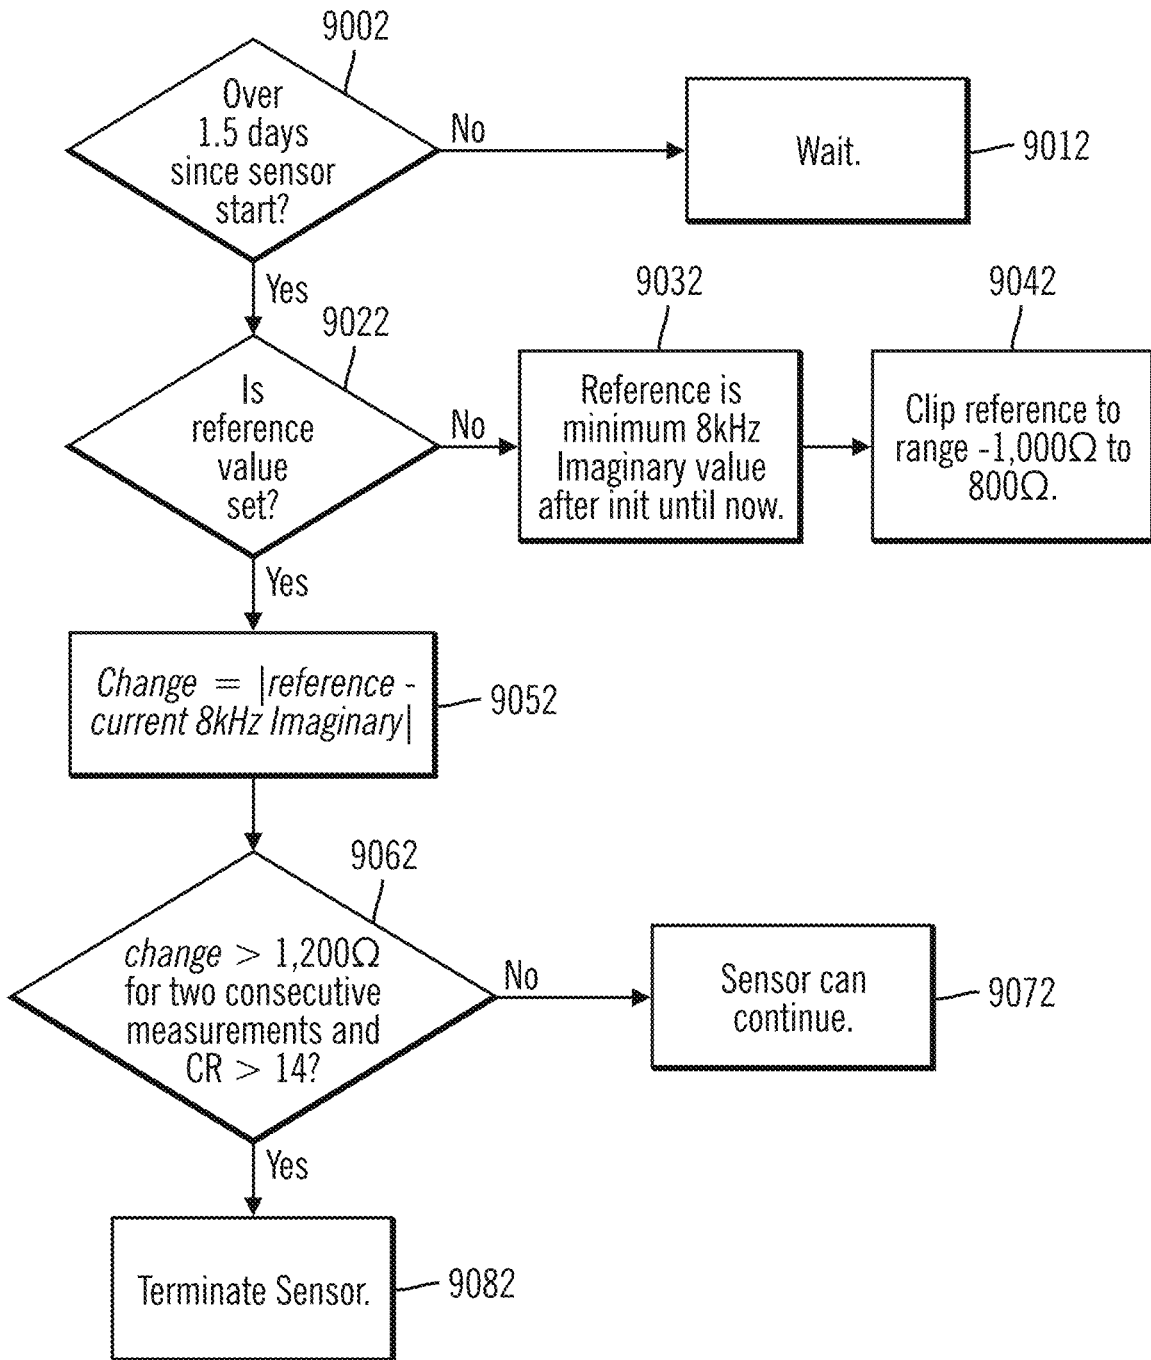 9002
Over
1.5 days
since sensor
start?
No
Wait.
9012
Yes
9022
Is
reference
value
set?
No
9032
Reference is
minimum 8kHz
Imaginary value
after init until now.
9042
Clip reference to
range -1,000Ω to
800Ω.
Yes
Change = |reference -
current 8kHz Imaginary|
9052
9062
change > 1,200Ω
for two consecutive
measurements and
CR > 14?
No
Sensor can
continue.
9072
Yes
Terminate Sensor.
9082